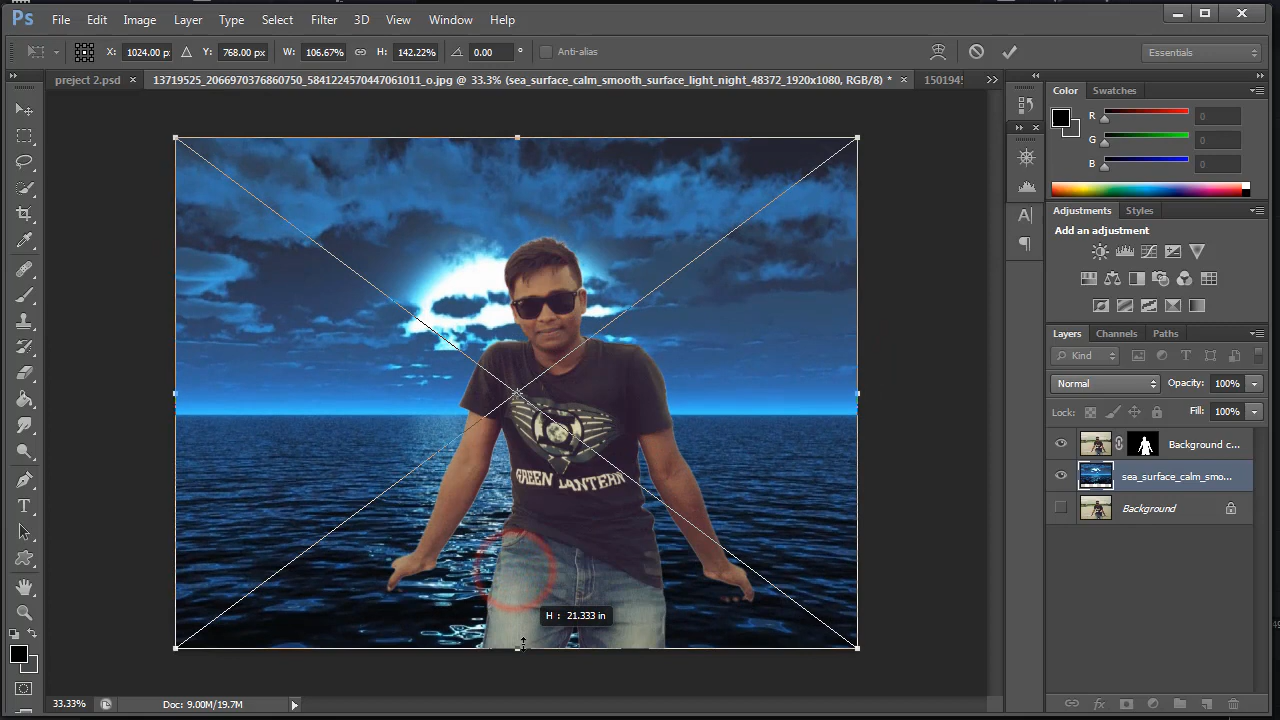 Ps File Edit Image Layer Type Select Filter 3D View Window Help
X: 1024.00 p Y: 768.00 px W: 106.67% H: 142.22% 0.00 ° Anti-alias Essentials
peroject 2.psd × 13719525_2066970376860750_5841224570447061011_o.jpg @ 33.3% (sea_surface_calm_smooth_surface_light_night_48372_1920x1080, RGB/8) * × 150194!
Color Swatches
R 0
G 0
B 0
Adjustments Styles
Add an adjustment
Layers Channels Paths
Kind
Normal Opacity: 100%
Lock: Fill: 100%
Background c...
sea_surface_calm_smo...
Background
GREEN LANTERN
H : 21.333 in
33.33% Doc: 9.00M/19.7M